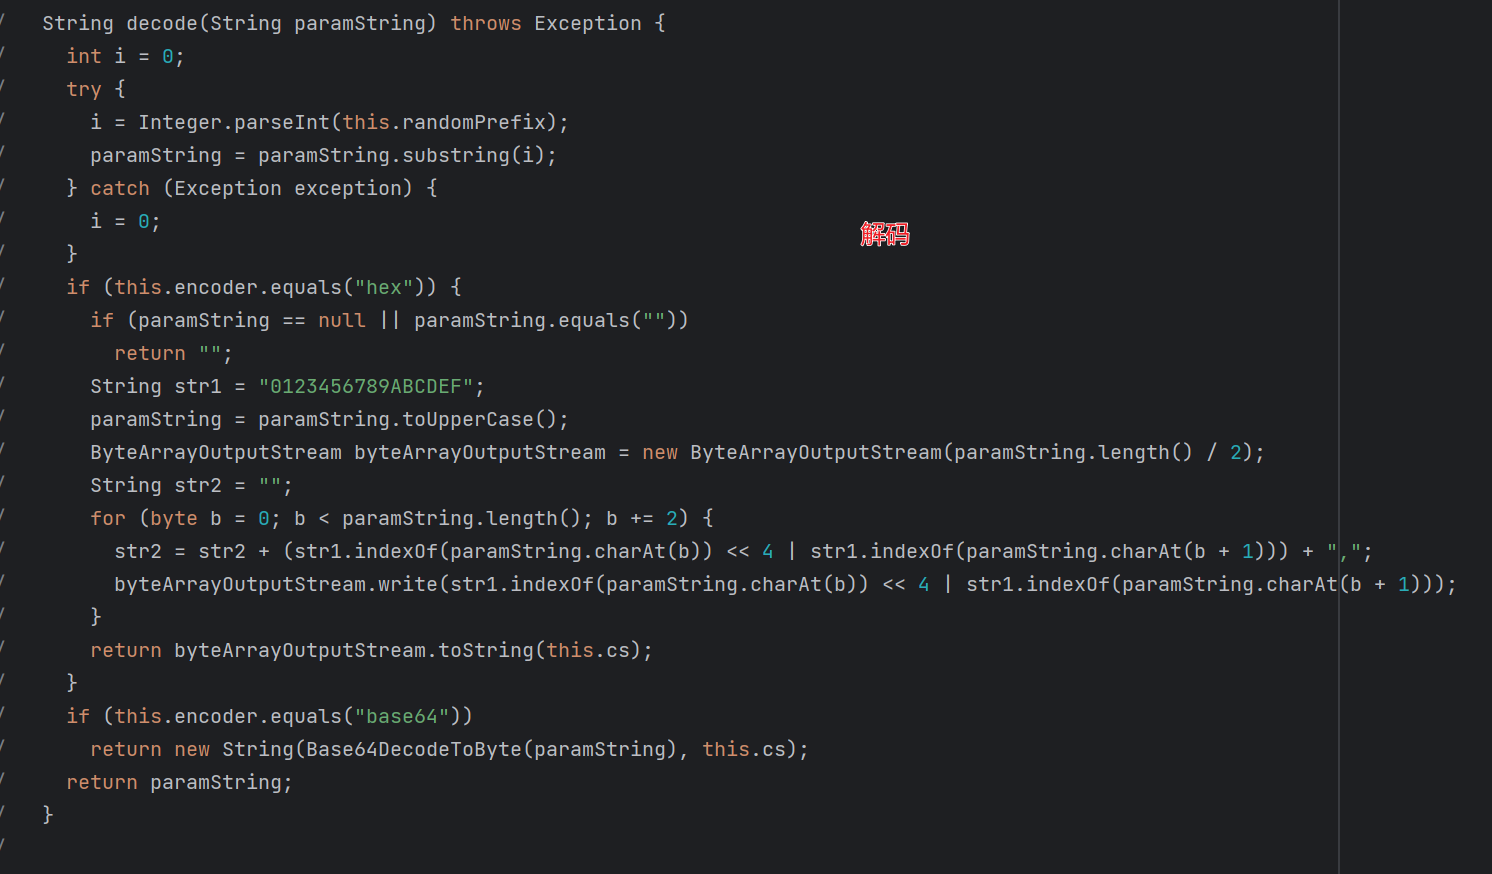 String decode(String paramString) throws Exception {
int i = 0;
try {
i = Integer.parseInt(this.randomPrefix);
paramString = paramString.substring(i);
} catch (Exception exception) {
i = 0;
}
解码
if (this.encoder.equals("hex")) {
if (paramString == null || paramString.equals(""))
return "";
String str1 = "0123456789ABCDEF";
paramString = paramString.toUpperCase();
ByteArrayOutputStream byteArrayOutputStream = new ByteArrayOutputStream(paramString.length() / 2);
String str2 = "";
for (byte b = 0; b < paramString.length(); b += 2) {
str2 = str2 + (str1.indexOf(paramString.charAt(b)) << 4 | str1.indexOf(paramString.charAt(b + 1))) + ",";
byteArrayOutputStream.write(str1.indexOf(paramString.charAt(b)) << 4 | str1.indexOf(paramString.charAt(b + 1)));
}
return byteArrayOutputStream.toString(this.cs);
}
if (this.encoder.equals("base64"))
return new String(Base64DecodeToByte(paramString), this.cs);
return paramString;
}